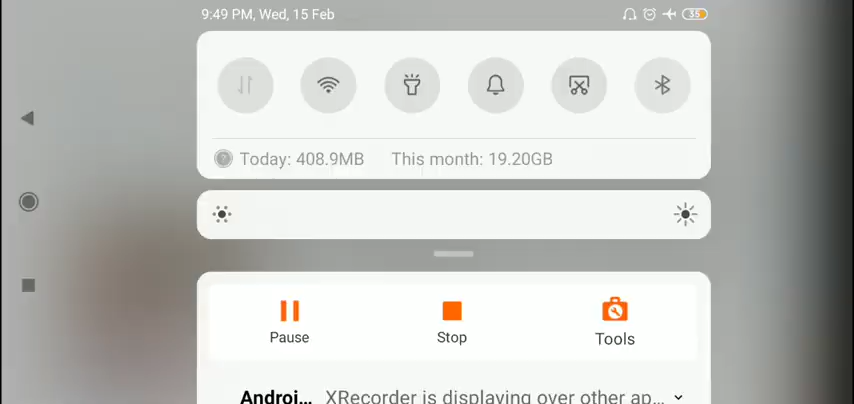 9:49 PM, Wed, 15 Feb
35
Today: 408.9MB This month: 19.20GB
Pause Stop Tools
Androi... XRecorder is displaying over other ap...